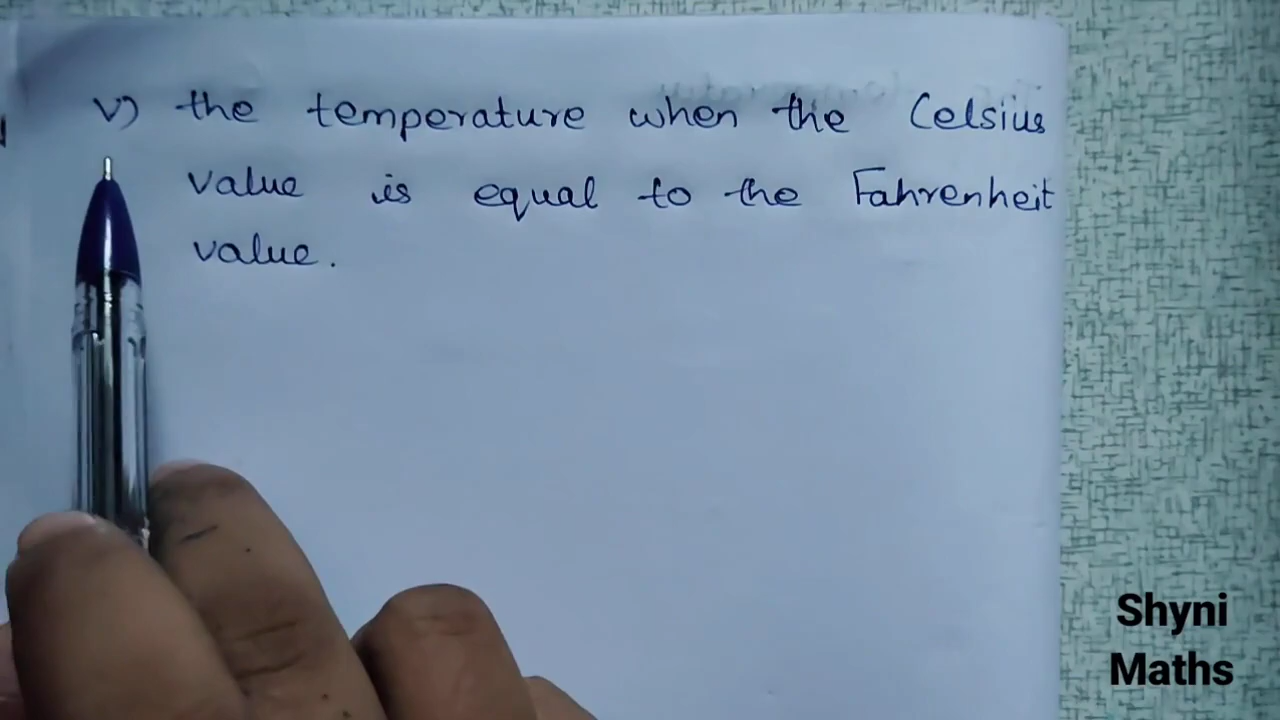 v) the temperature when the Celsius
value is equal to the Fahrenheit
value.
Shyni
Maths